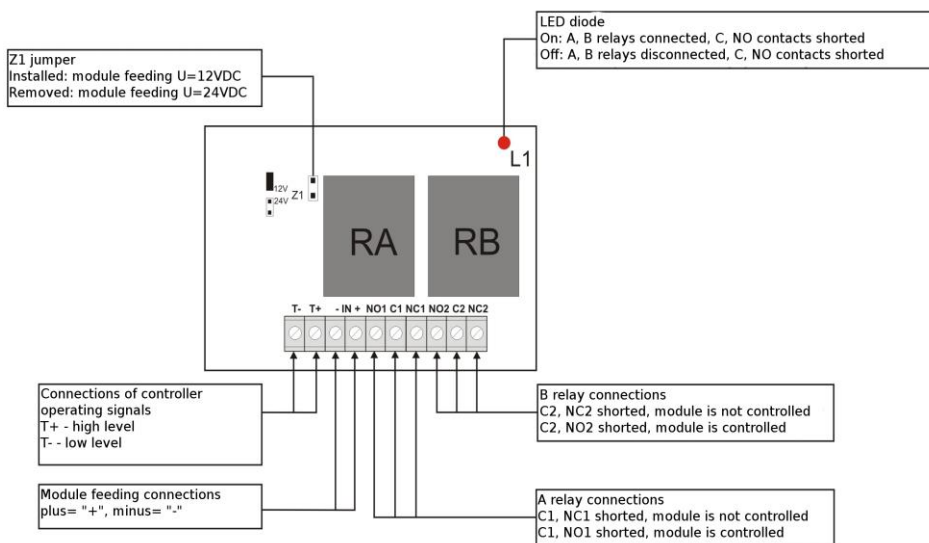 LED diode
On: A, B relays connected, C, NO contacts shorted
Off: A, B relays disconnected, C, NO contacts shorted
Z1 jumper
Installed: module feeding U=12VDC
Removed: module feeding U=24VDC
L1
12V
24V
Z1
RA
RB
T- T+ - IN + NO1 C1 NC1 NO2 C2 NC2
Connections of controller
operating signals
T+ - high level
T- - low level
B relay connections
C2, NC2 shorted, module is not controlled
C2, NO2 shorted, module is controlled
Module feeding connections
plus= "+", minus= "-"
A relay connections
C1, NC1 shorted, module is not controlled
C1, NO1 shorted, module is controlled